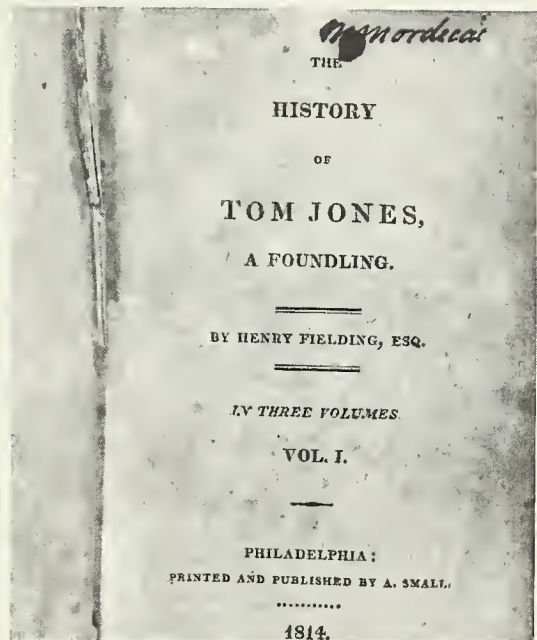 M Mordecai
THE
HISTORY
OF
TOM JONES,
A FOUNDLING.
BY HENRY FIELDING, ESQ.
IN THREE VOLUMES.
VOL. I.
PHILADELPHIA:
PRINTED AND PUBLISHED BY A. SMALL.
...........
1814.